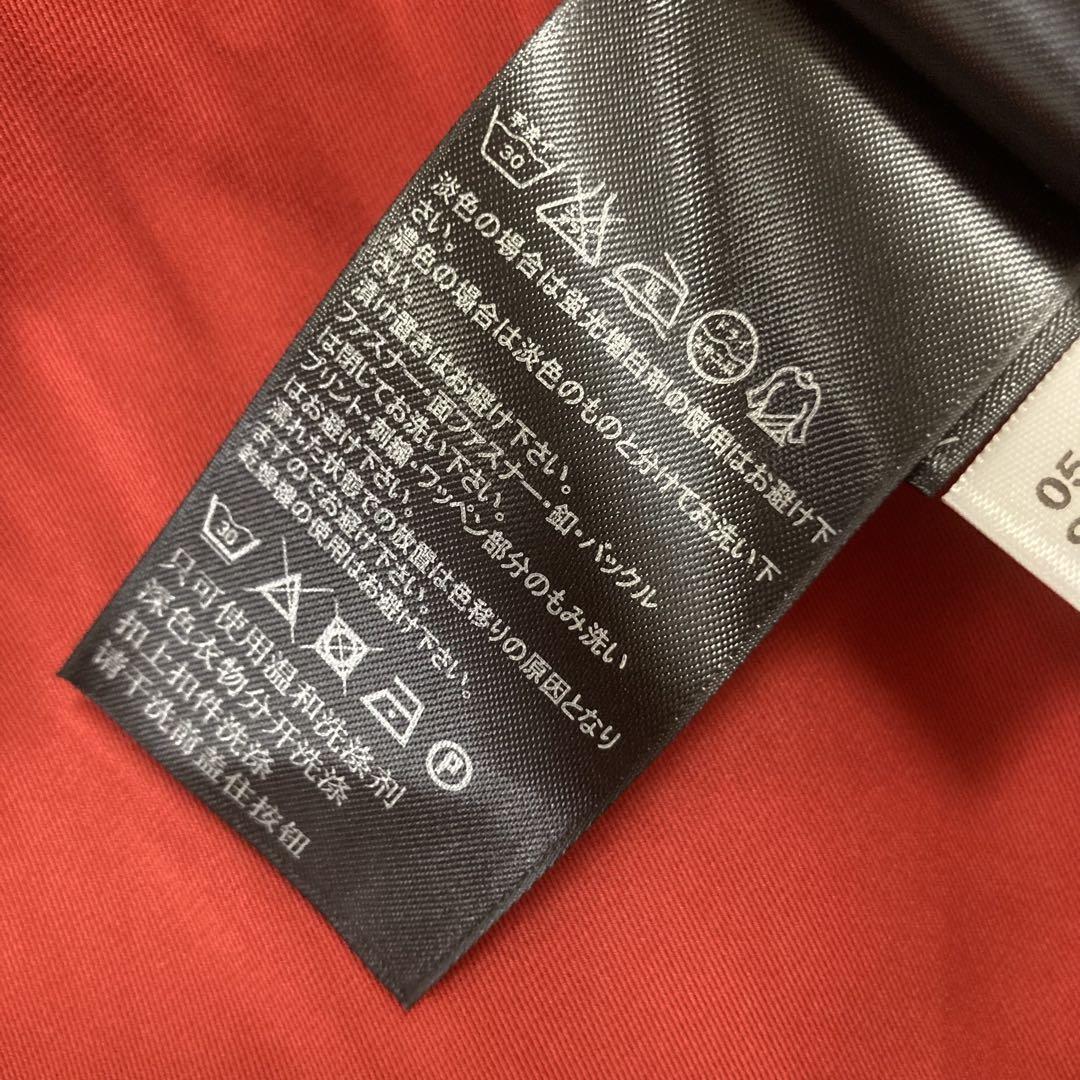 手洗イ
30
淡色の場合は蛍光増白剤の使用はお避け下
さい。
濃色の場合は淡色のものと分けてお洗い下
さい。
漬け置きはお避け下さい。
ファスナー・面ファスナー・釦・バックル
は閉じてお洗い下さい。
プリント・刺繍・ワッペン部分のもみ洗い
はお避け下さい。
濡れた状態での放置は色移りの原因となり
ますのでお避け下さい。
乾燥機の使用はお避け下さい。
30
P
只可使用温和洗涤剂
深色衣物分开洗涤
扣上扣件洗涤
请干洗前盖住按钮
05